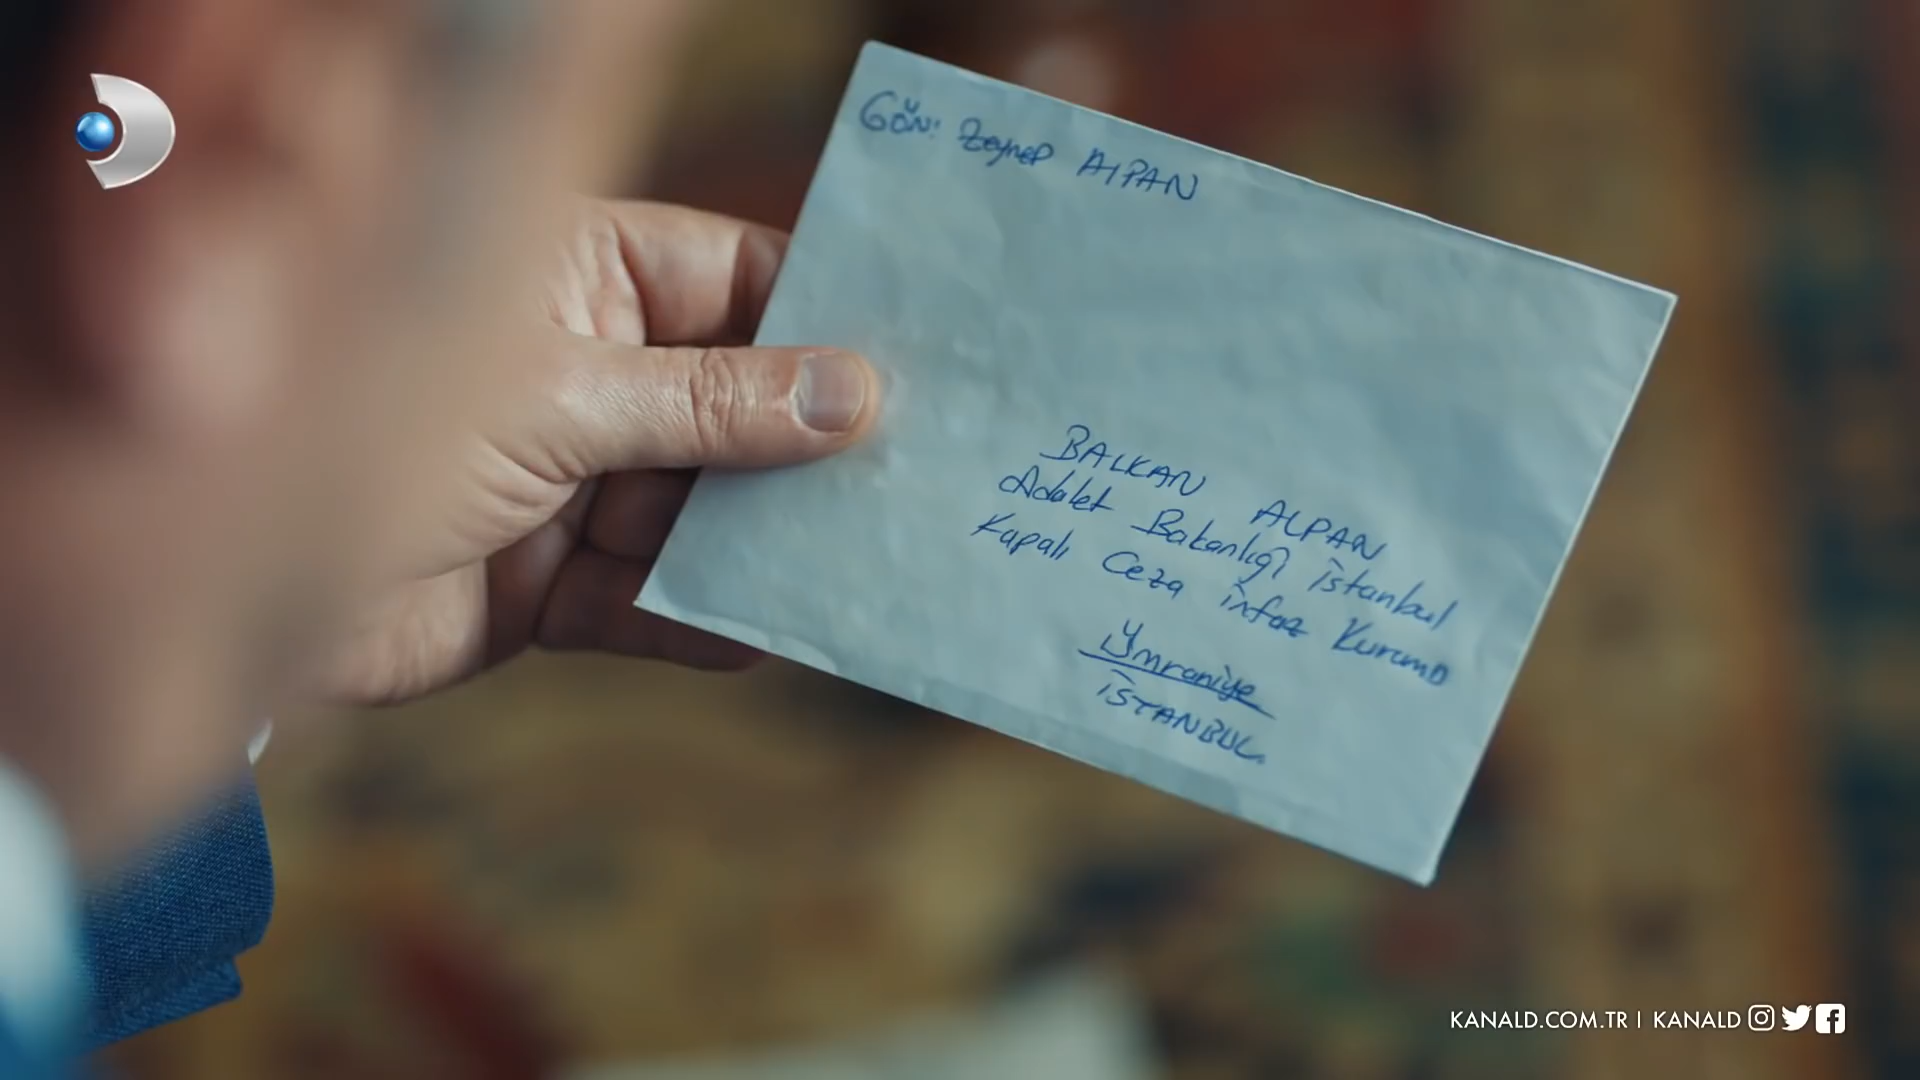 GÖN: Zeynep AlPAN
BALKAN ALPAN
Adalet Bakanlığı İstanbul
Kapalı Ceza İnfaz Kurumu
Ümraniye
İSTANBUL
KANALD.COM.TR | KANALD